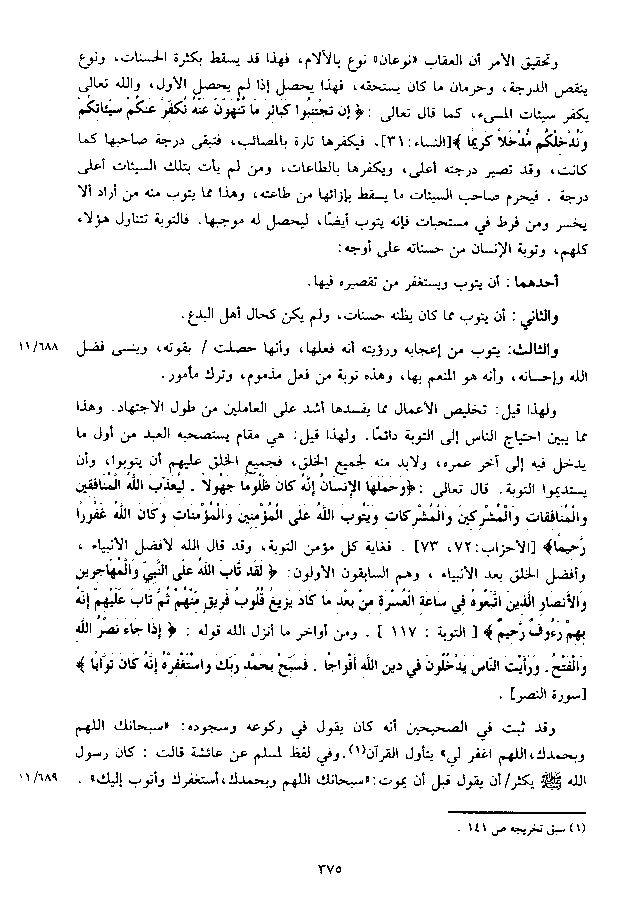 وتحقيق الأمر أن العقاب «نوعان» نوع بالآلام، فهذا قد يسقط بكثرة الحسنات، ونوع
بنقص الدرجة، وحرمان ما كان يستحقه، فهذا يحصل إذا لم يحصل الأول، والله تعالى
يكفر سيئات المسيء، كما قال تعالى : ﴿ إِن تَجْتَنِبُوا كَبَائِرَ مَا تُنْهَوْنَ عَنْهُ نُكَفِّرْ عَنكُمْ سَيِّئَاتِكُمْ
وَنُدْخِلْكُم مُّدْخَلاً كَرِيمًا ﴾[النساء: ٣١]. فيكفرها تارة بالمصائب، فتبقى درجة صاحبها كما
كانت، وقد تصير درجته أعلى، ويكفرها بالطاعات، ومن لم يأت بتلك السيئات أعلى
درجة . فيحرم صاحب السيئات ما يسقط بإزائها من طاعته، وهذا مما يتوب منه من أراد ألا
يخسر ومن فرط في مستحبات فإنه يتوب أيضًا، ليحصل له موجبها. فالتوبة تتناول هؤلاء
كلهم، وتوبة الإنسان من حسناته على أوجه:
أحدهما : أن يتوب ويستغفر من تقصيره فيها.
والثاني : أن يتوب مما كان يظنه حسنات، ولم يكن كحال أهل البدع.
والثالث: يتوب من إعجابه ورؤيته أنه فعلها، وأنها حصلت / بقوته، وينسى فضل ١١/٦٨٨
الله وإحسانه، وأنه هو المنعم بها، وهذه توبة من فعل مذموم، وترك مأمور.
ولهذا قيل: تخليص الأعمال مما يفسدها أشد على العاملين من طول الاجتهاد. وهذا
مما يبين احتياج الناس إلى التوبة دائمًا. ولهذا قيل: هي مقام يستصحبه العبد من أول ما
يدخل فيه إلى آخر عمره، ولابد منه لجميع الخلق، فجميع الخلق عليهم أن يتوبوا، وأن
يستديموا التوبة. قال تعالى : ﴿وَحَمَلَهَا الإِنسَانُ إِنَّهُ كَانَ ظَلُومًا جَهُولاً . لِيُعَذِّبَ اللَّهُ الْمُنَافِقِينَ
وَالْمُنَافِقَاتِ وَالْمُشْرِكِينَ وَالْمُشْرِكَاتِ وَيَتُوبَ اللَّهُ عَلَى الْمُؤْمِنِينَ وَالْمُؤْمِنَاتِ وَكَانَ اللَّهُ غَفُورًا
رَّحِيمًا﴾ [الأحزاب: ٧٢، ٧٣] . فغاية كل مؤمن التوبة، وقد قال الله لأفضل الأنبياء ،
وأفضل الخلق بعد الأنبياء ، وهم السابقون الأولون: ﴿ لَقَد تَّابَ اللَّهُ عَلَى النَّبِيِّ وَالْمُهَاجِرِينَ
وَالأَنصَارِ الَّذِينَ اتَّبَعُوهُ فِي سَاعَةِ الْعُسْرَةِ مِنْ بَعْدِ مَا كَادَ يَزِيغُ قُلُوبُ فَرِيقٍ مِّنْهُمْ ثُمَّ تَابَ عَلَيْهِمْ إِنَّهُ
بِهِمْ رَءُوفٌ رَّحِيمٌ﴾ [ التوبة : ١١٧ ] . ومن أواخر ما أنزل الله قوله : ﴿ إِذَا جَاءَ نَصْرُ اللَّهِ
وَالْفَتْحُ . وَرَأَيْتَ النَّاسَ يَدْخُلُونَ فِي دِينِ اللَّهِ أَفْوَاجًا . فَسَبِّحْ بِحَمْدِ رَبِّكَ وَاسْتَغْفِرْهُ إِنَّهُ كَانَ تَوَّابًا ﴾
[سورة النصر] .
وقد ثبت في الصحيحين أنه كان يقول في ركوعه وسجوده: «سبحانك اللهم
وبحمدك، اللهم اغفر لي» يتأول القرآن(١). وفي لفظ لمسلم عن عائشة قالت : كان رسول
الله ﷺ يكثر/ أن يقول قبل أن يموت: «سبحانك اللهم وبحمدك، أستغفرك وأتوب إليك» . ١١/٦٨٩
(١) سبق تخريجه ص ١٤١ .
٣٧٥